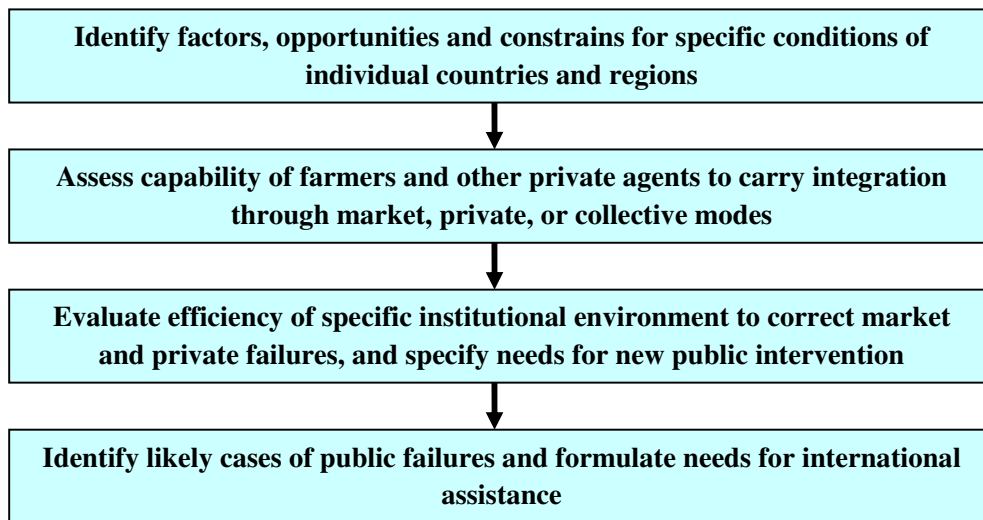 Identify factors, opportunities and constrains for specific conditions of
individual countries and regions
Assess capability of farmers and other private agents to carry integration
through market, private, or collective modes
Evaluate efficiency of specific institutional environment to correct market
and private failures, and specify needs for new public intervention
Identify likely cases of public failures and formulate needs for international
assistance